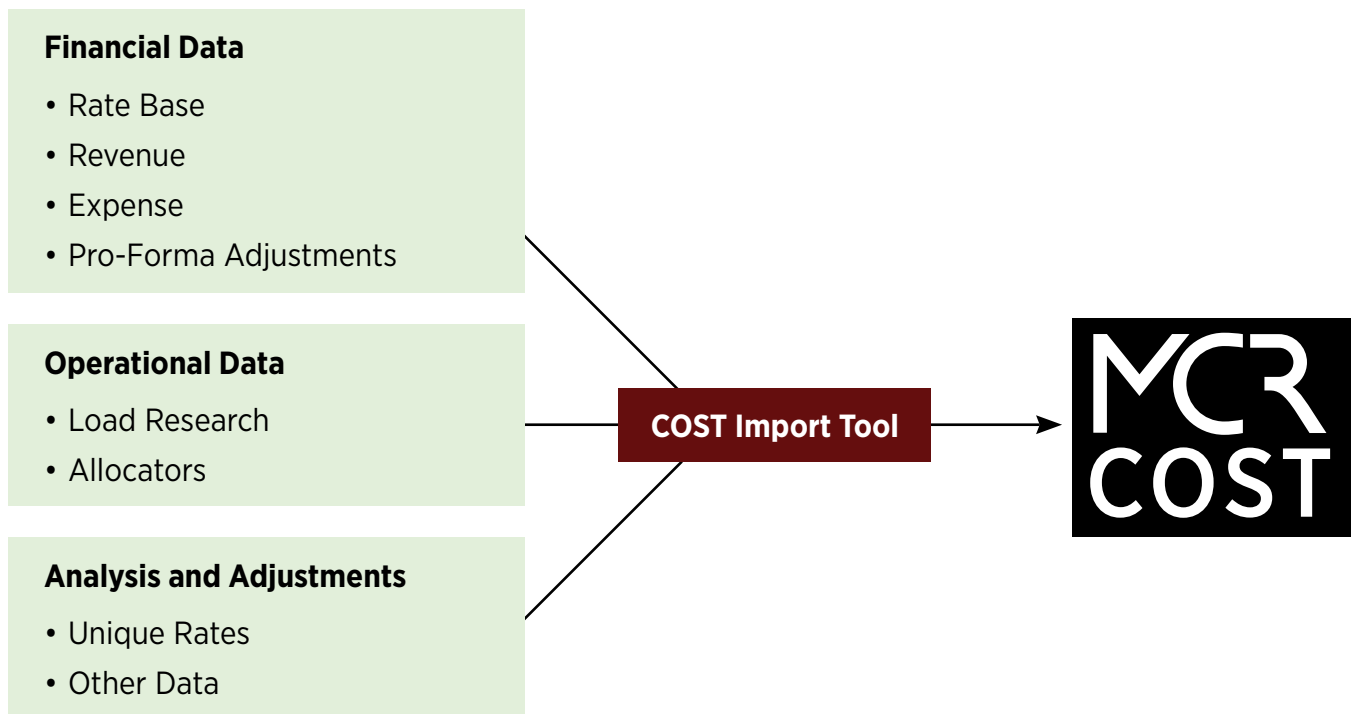 Financial Data
• Rate Base
• Revenue
• Expense
• Pro-Forma Adjustments
Operational Data
• Load Research
• Allocators
Analysis and Adjustments
• Unique Rates
• Other Data
COST Import Tool
MCR
COST